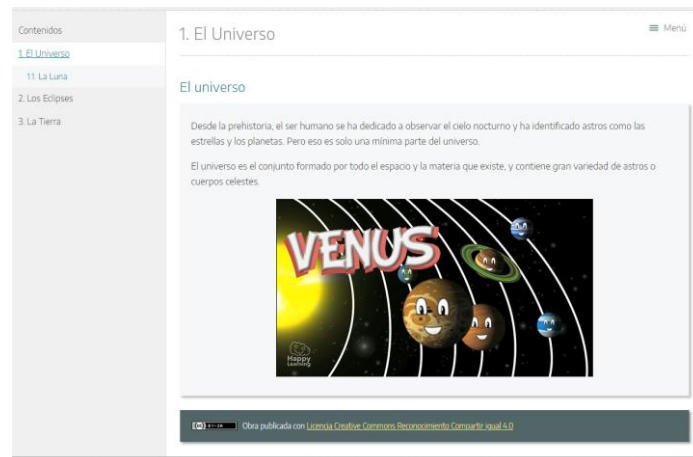 Contenidos
1. El Universo
1.1. La Luna
2. Los Eclipses
3. La Tierra
1. El Universo
Menú
El universo
Desde la prehistoria, el ser humano se ha dedicado a observar el cielo nocturno y ha identificado astros como las
estrellas y los planetas. Pero eso es solo una mínima parte del universo.
El universo es el conjunto formado por todo el espacio y la materia que existe, y contiene gran variedad de astros o
cuerpos celestes.
VENUS
Happy
Learning
(cc) BY-SA
Obra publicada con Licencia Creative Commons Reconocimiento Compartir igual 4.0